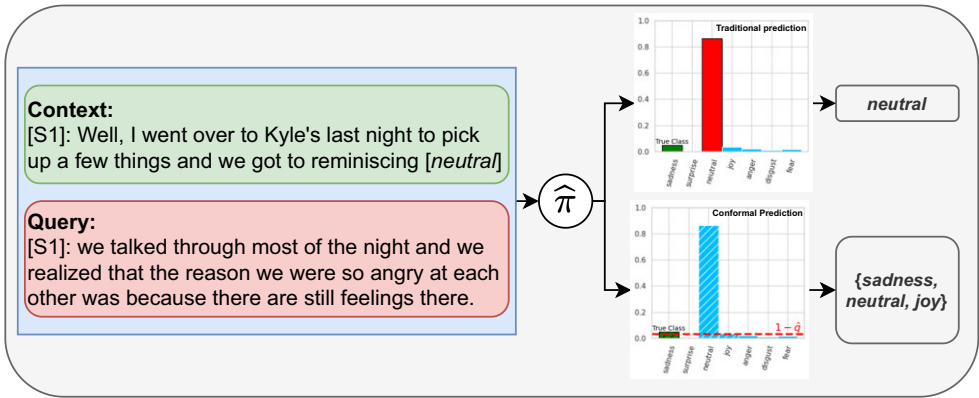 Context:
[S1]: Well, I went over to Kyle's last night to pick
up a few things and we got to reminiscing [neutral]
Query:
[S1]: we talked through most of the night and we
realized that the reason we were so angry at each
other was because there are still feelings there.
π̂
Traditional prediction
1.0
0.8
0.6
0.4
0.2
0.0
True Class
sadness
surprise
neutral
joy
anger
disgust
fear
neutral
Conformal Prediction
1.0
0.8
0.6
0.4
0.2
0.0
True Class
1 − q̂
sadness
surprise
neutral
joy
anger
disgust
fear
{sadness,
neutral, joy}